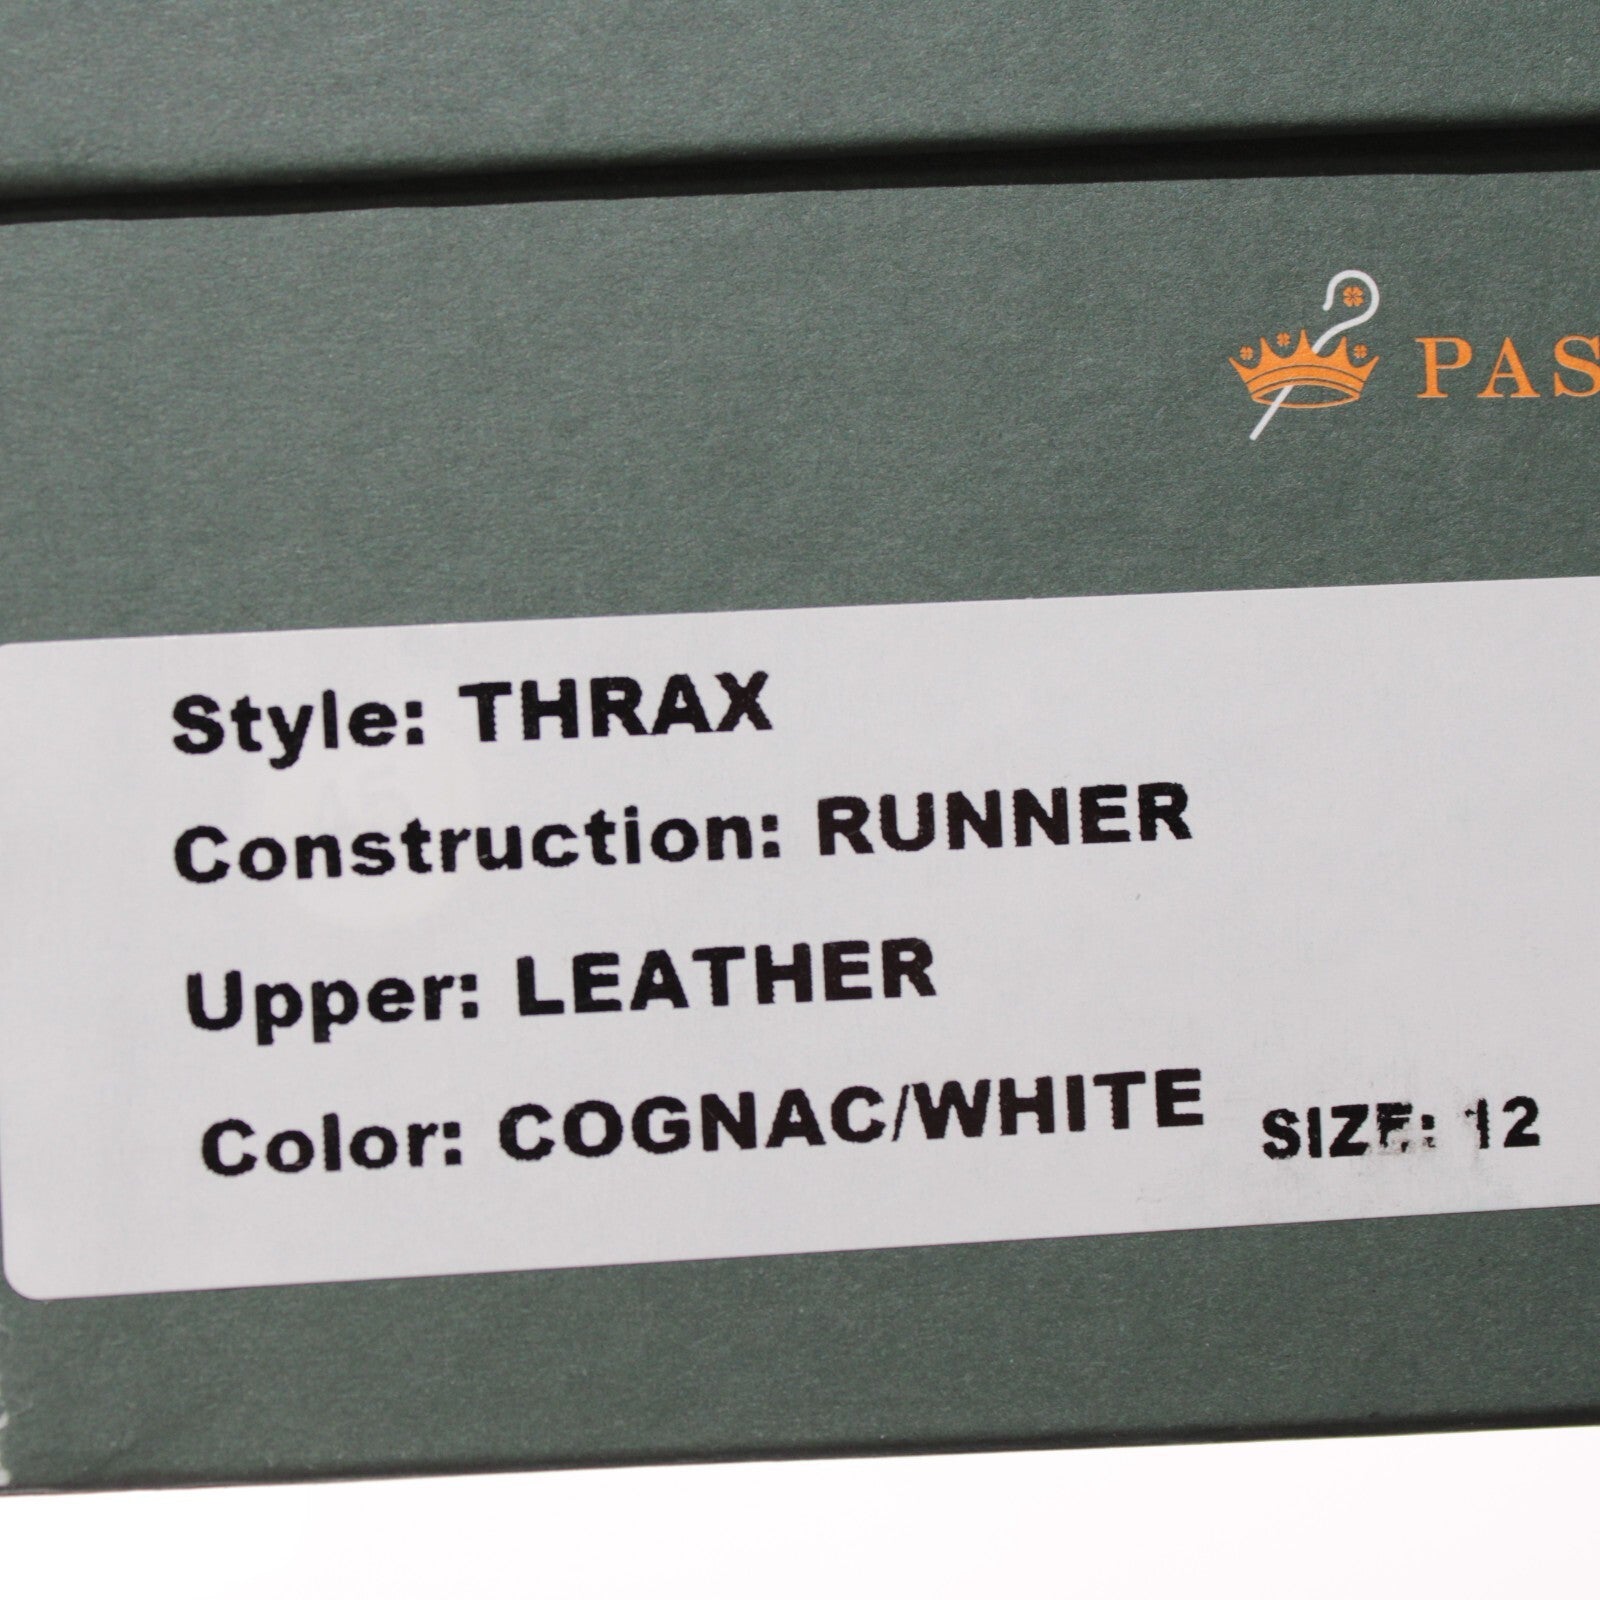 PAS
Style: THRAX
Construction: RUNNER
Upper: LEATHER
Color: COGNAC/WHITE SIZE: 12